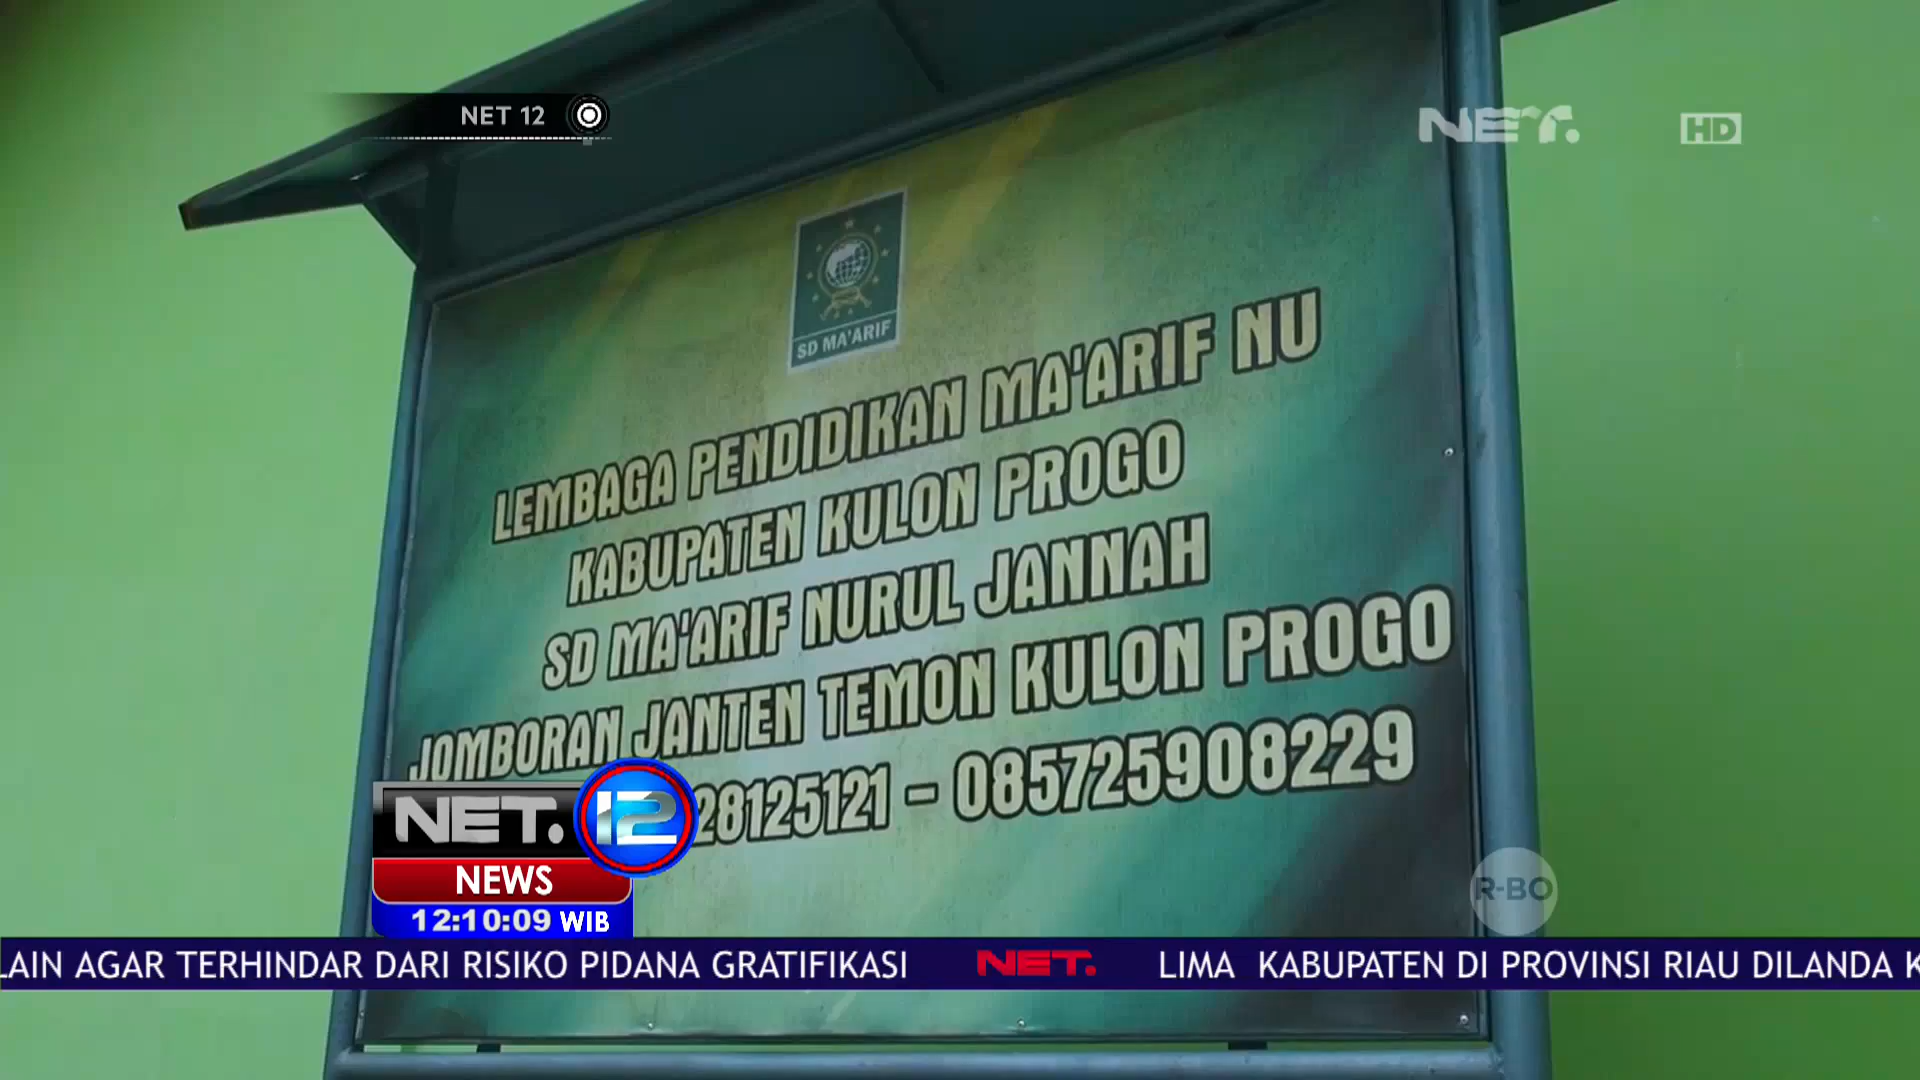 NET 12
NET.
HD
SD MA'ARIF
LEMBAGA PENDIDIKAN MA'ARIF NU
KABUPATEN KULON PROGO
SD MA'ARIF NURUL JANNAH
JOMBORAN JANTEN TEMON KULON PROGO
28125121 - 085725908229
NET. 12
NEWS
12:10:09 WIB
R-BO
LAIN AGAR TERHINDAR DARI RISIKO PIDANA GRATIFIKASI NET. LIMA KABUPATEN DI PROVINSI RIAU DILANDA K